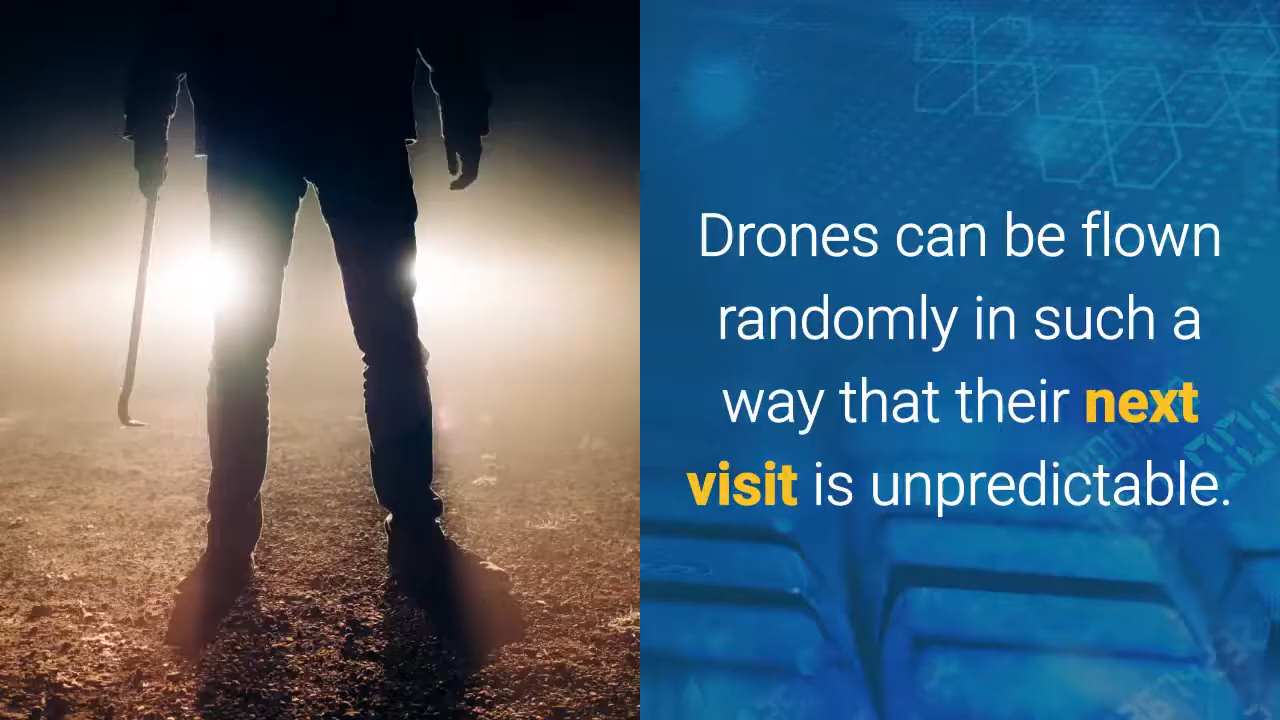 Drones can be flown
randomly in such a
way that their next
visit is unpredictable.